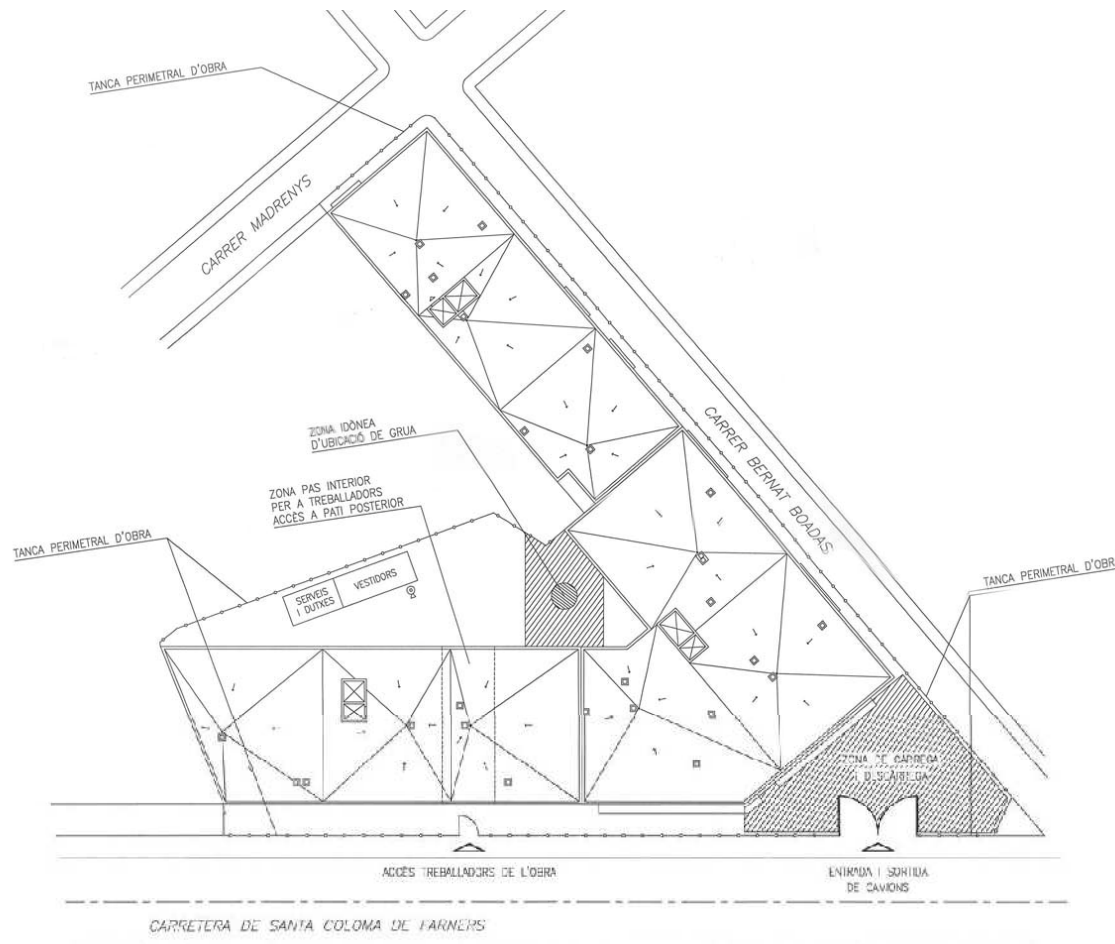 TANCA PERIMETRAL D'OBRA
CARRER MADRENYS
ZONA IDÒNEA
D'UBICACIÓ DE GRUA
CARRER BERNAT BOADAS
ZONA PAS INTERIOR
PER A TREBALLADORS
ACCÈS A PATI POSTERIOR
TANCA PERIMETRAL D'OBRA
SERVEIS
I DUTXES
VESTIDORS
TANCA PERIMETRAL D'OBR
ZONA DE CARREGA
I DESCÀRREGA
ACCÈS TREBALLADORS DE L'OBRA
ENTRADA I SORTIDA
DE CAMIONS
CARRETERA DE SANTA COLOMA DE FARNERS